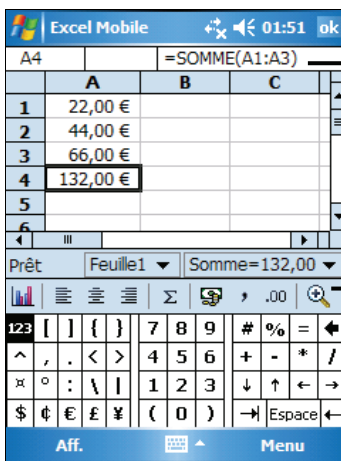 Excel Mobile 01:51 ok
A4 =SOMME(A1:A3)
A B C
1 22,00 €
2 44,00 €
3 66,00 €
4 132,00 €
5
6
Prêt Feuille1 Somme=132,00
Σ , .00
123 [ ] { } 7 8 9 # % = 🡸
^ , . < > 4 5 6 + - * /
¤ ° : \ | 1 2 3 ↓ ↑ ← →
$ ¢ € £ ¥ ( 0 ) →| Espace ←
Aff. Menu